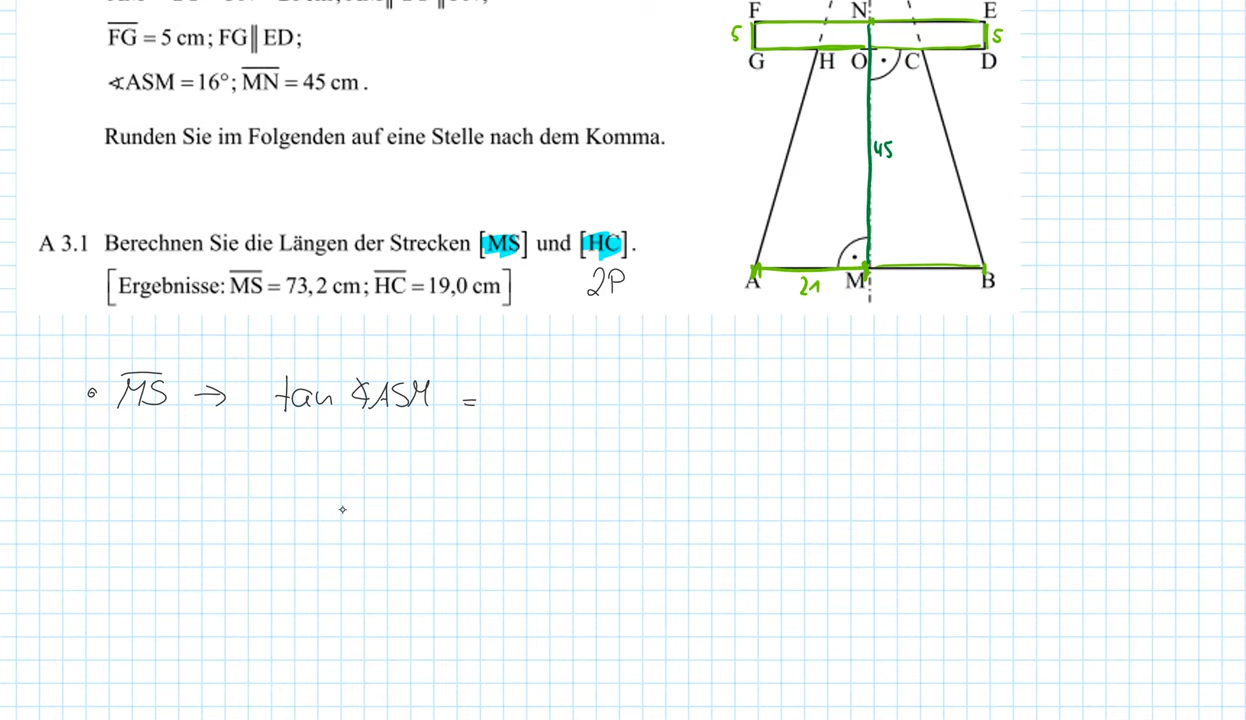 FG = 5 cm; FG ∥ ED;
∢ASM = 16°; MN = 45 cm.
Runden Sie im Folgenden auf eine Stelle nach dem Komma.
A 3.1 Berechnen Sie die Längen der Strecken [MS] und [HC].
[Ergebnisse: MS = 73,2 cm; HC = 19,0 cm] 2P
F N E
5 5
G H O C D
45
A 21 M B
∘ MS → tan ∢ASM =